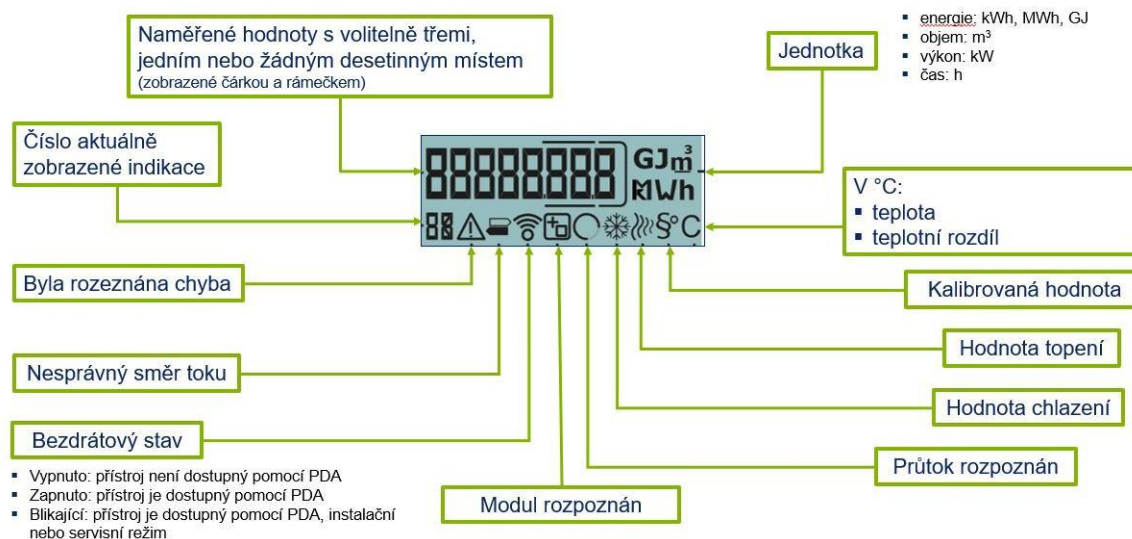 Naměřené hodnoty s volitelně třemi,
jedním nebo žádným desetinným místem
(zobrazené čárkou a rámečkem)
Jednotka
▪ energie: kWh, MWh, GJ
▪ objem: m³
▪ výkon: kW
▪ čas: h
Číslo aktuálně
zobrazené indikace
88888888 GJ m³
MWh
88 § ° C
V °C:
▪ teplota
▪ teplotní rozdíl
Byla rozeznána chyba
Kalibrovaná hodnota
Nesprávný směr toku
Hodnota topení
Hodnota chlazení
Bezdrátový stav
▪ Vypnuto: přístroj není dostupný pomocí PDA
▪ Zapnuto: přístroj je dostupný pomocí PDA
▪ Blikající: přístroj je dostupný pomocí PDA, instalační
nebo servisní režim
Modul rozpoznán
Průtok rozpoznán